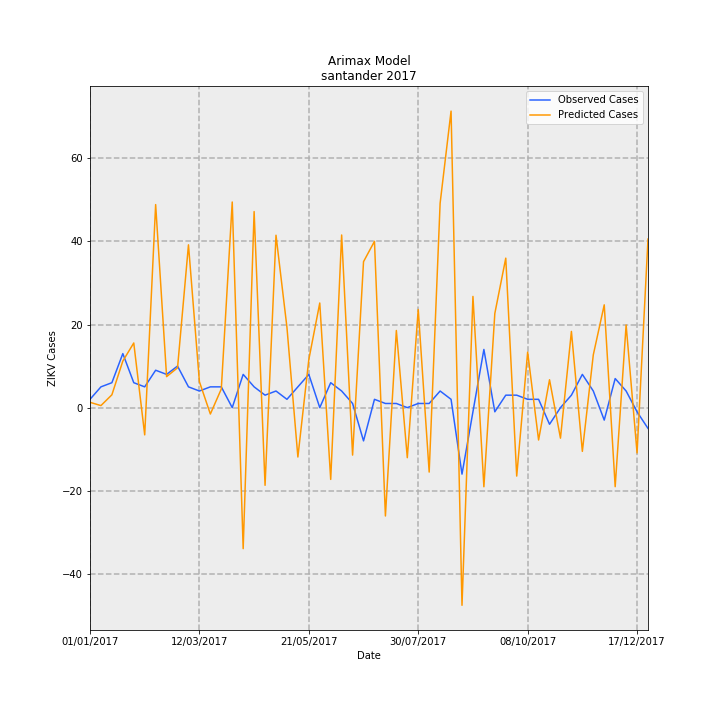 Arimax Model
santander 2017
Observed Cases
Predicted Cases
ZIKV Cases
60
40
20
0
−20
−40
01/01/2017
12/03/2017
21/05/2017
30/07/2017
08/10/2017
17/12/2017
Date